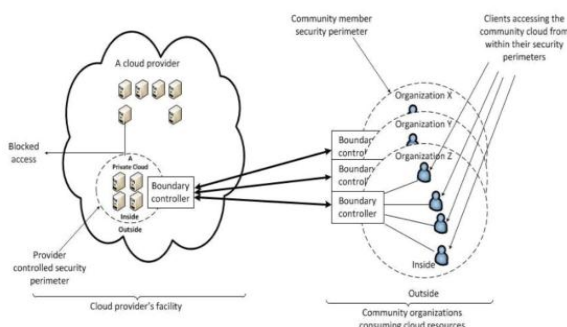 Community member
security perimeter
Clients accessing the
community cloud from
within their security
perimeters
A cloud provider
Organization X
Organization Y
Organization Z
Blocked
access
A
Private Cloud
Inside
Outside
Boundary
controller
Boundary
Boundary
Boundary
controller
Inside
Provider
controlled security
perimeter
Cloud provider's facility
Outside
Community organizations
consuming cloud resources